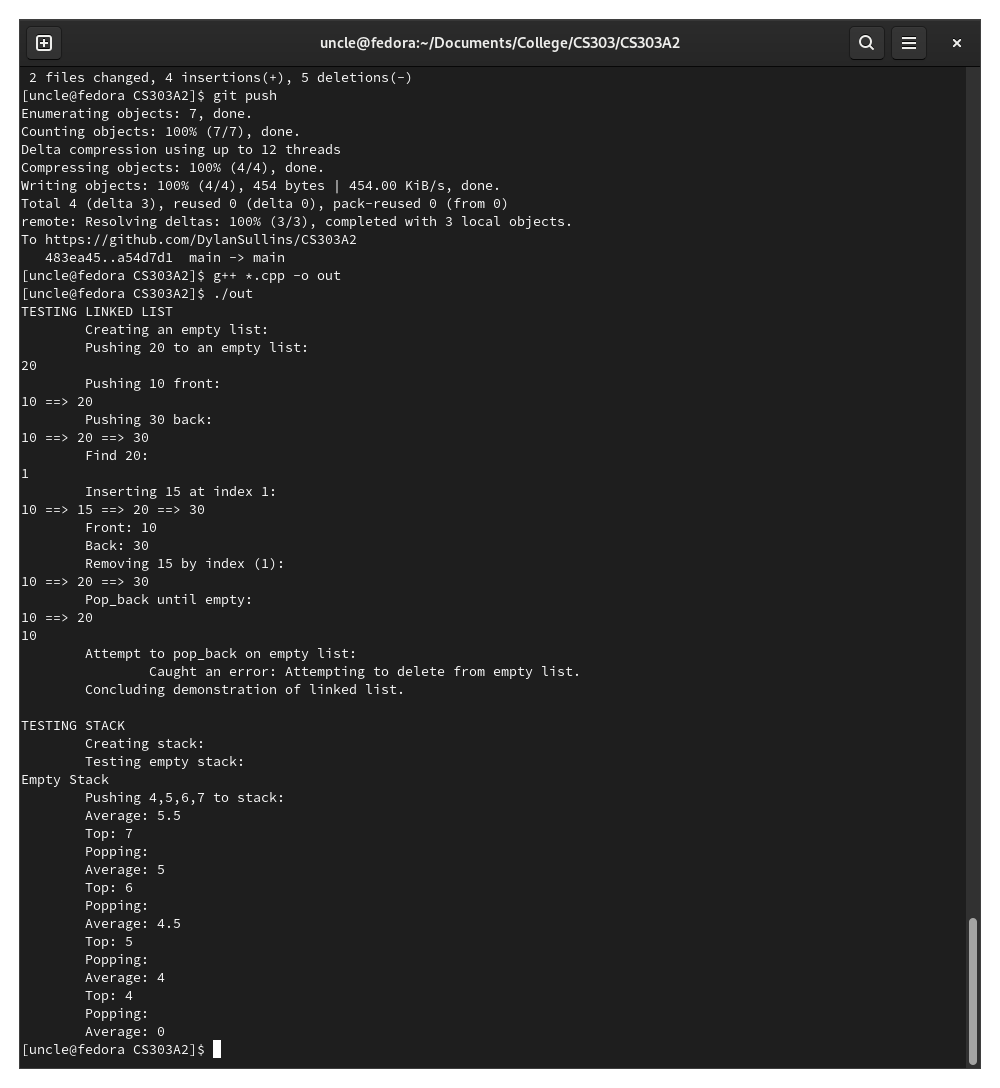 uncle@fedora:~/Documents/College/CS303/CS303A2
 2 files changed, 4 insertions(+), 5 deletions(-)
[uncle@fedora CS303A2]$ git push
Enumerating objects: 7, done.
Counting objects: 100% (7/7), done.
Delta compression using up to 12 threads
Compressing objects: 100% (4/4), done.
Writing objects: 100% (4/4), 454 bytes | 454.00 KiB/s, done.
Total 4 (delta 3), reused 0 (delta 0), pack-reused 0 (from 0)
remote: Resolving deltas: 100% (3/3), completed with 3 local objects.
To https://github.com/DylanSullins/CS303A2
   483ea45..a54d7d1  main -> main
[uncle@fedora CS303A2]$ g++ *.cpp -o out
[uncle@fedora CS303A2]$ ./out
TESTING LINKED LIST
        Creating an empty list:
        Pushing 20 to an empty list:
20
        Pushing 10 front:
10 ==> 20
        Pushing 30 back:
10 ==> 20 ==> 30
        Find 20:
1
        Inserting 15 at index 1:
10 ==> 15 ==> 20 ==> 30
        Front: 10
        Back: 30
        Removing 15 by index (1):
10 ==> 20 ==> 30
        Pop_back until empty:
10 ==> 20
10
        Attempt to pop_back on empty list:
                Caught an error: Attempting to delete from empty list.
        Concluding demonstration of linked list.

TESTING STACK
        Creating stack:
        Testing empty stack:
Empty Stack
        Pushing 4,5,6,7 to stack:
        Average: 5.5
        Top: 7
        Popping:
        Average: 5
        Top: 6
        Popping:
        Average: 4.5
        Top: 5
        Popping:
        Average: 4
        Top: 4
        Popping:
        Average: 0
[uncle@fedora CS303A2]$